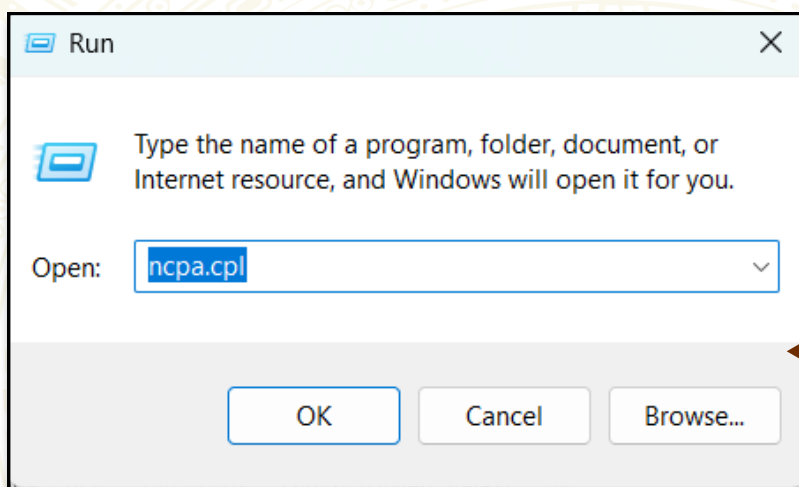 Run
Type the name of a program, folder, document, or
Internet resource, and Windows will open it for you.
Open: ncpa.cpl
OK Cancel Browse...